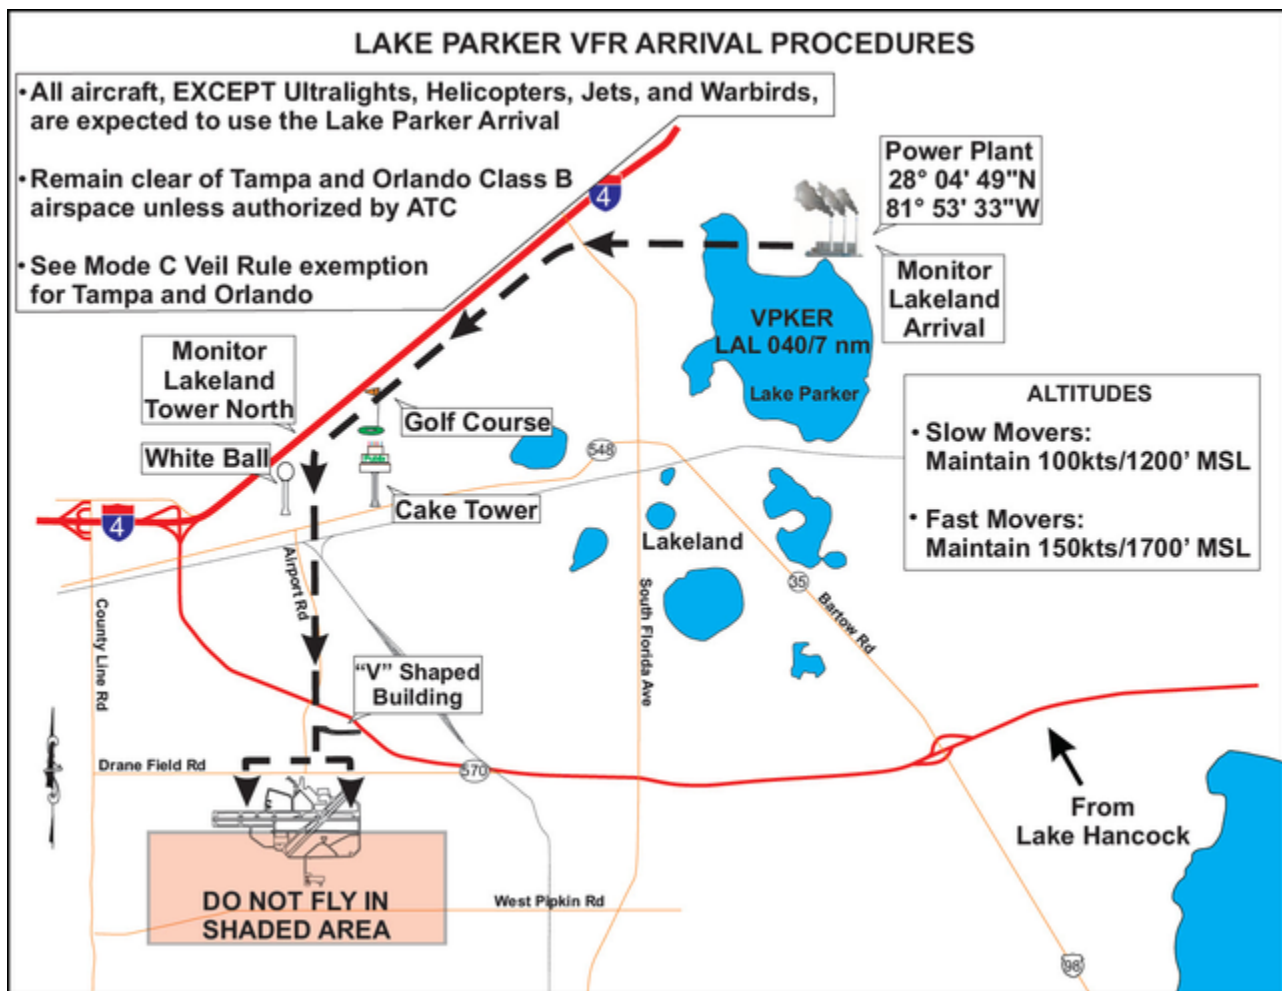 LAKE PARKER VFR ARRIVAL PROCEDURES
• All aircraft, EXCEPT Ultralights, Helicopters, Jets, and Warbirds,
are expected to use the Lake Parker Arrival
• Remain clear of Tampa and Orlando Class B
airspace unless authorized by ATC
• See Mode C Veil Rule exemption
for Tampa and Orlando
4
Power Plant
28° 04' 49"N
81° 53' 33"W
Monitor
Lakeland
Arrival
VPKER
LAL 040/7 nm
Lake Parker
Monitor
Lakeland
Tower North
Golf Course
White Ball
Cake Tower
548
ALTITUDES
• Slow Movers:
Maintain 100kts/1200' MSL
• Fast Movers:
Maintain 150kts/1700' MSL
4
Lakeland
35
Airport Rd
County Line Rd
South Florida Ave
Bartow Rd
“V” Shaped
Building
Drane Field Rd
570
From
Lake Hancock
DO NOT FLY IN
SHADED AREA
West Pipkin Rd
98